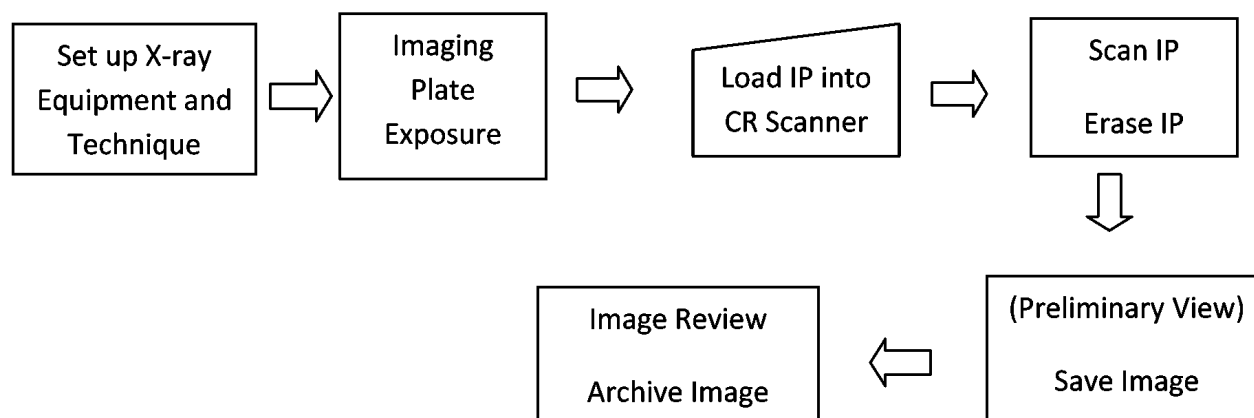 Set up X-ray
Equipment and
Technique
Imaging
Plate
Exposure
Load IP into
CR Scanner
Scan IP
Erase IP
(Preliminary View)
Save Image
Image Review
Archive Image